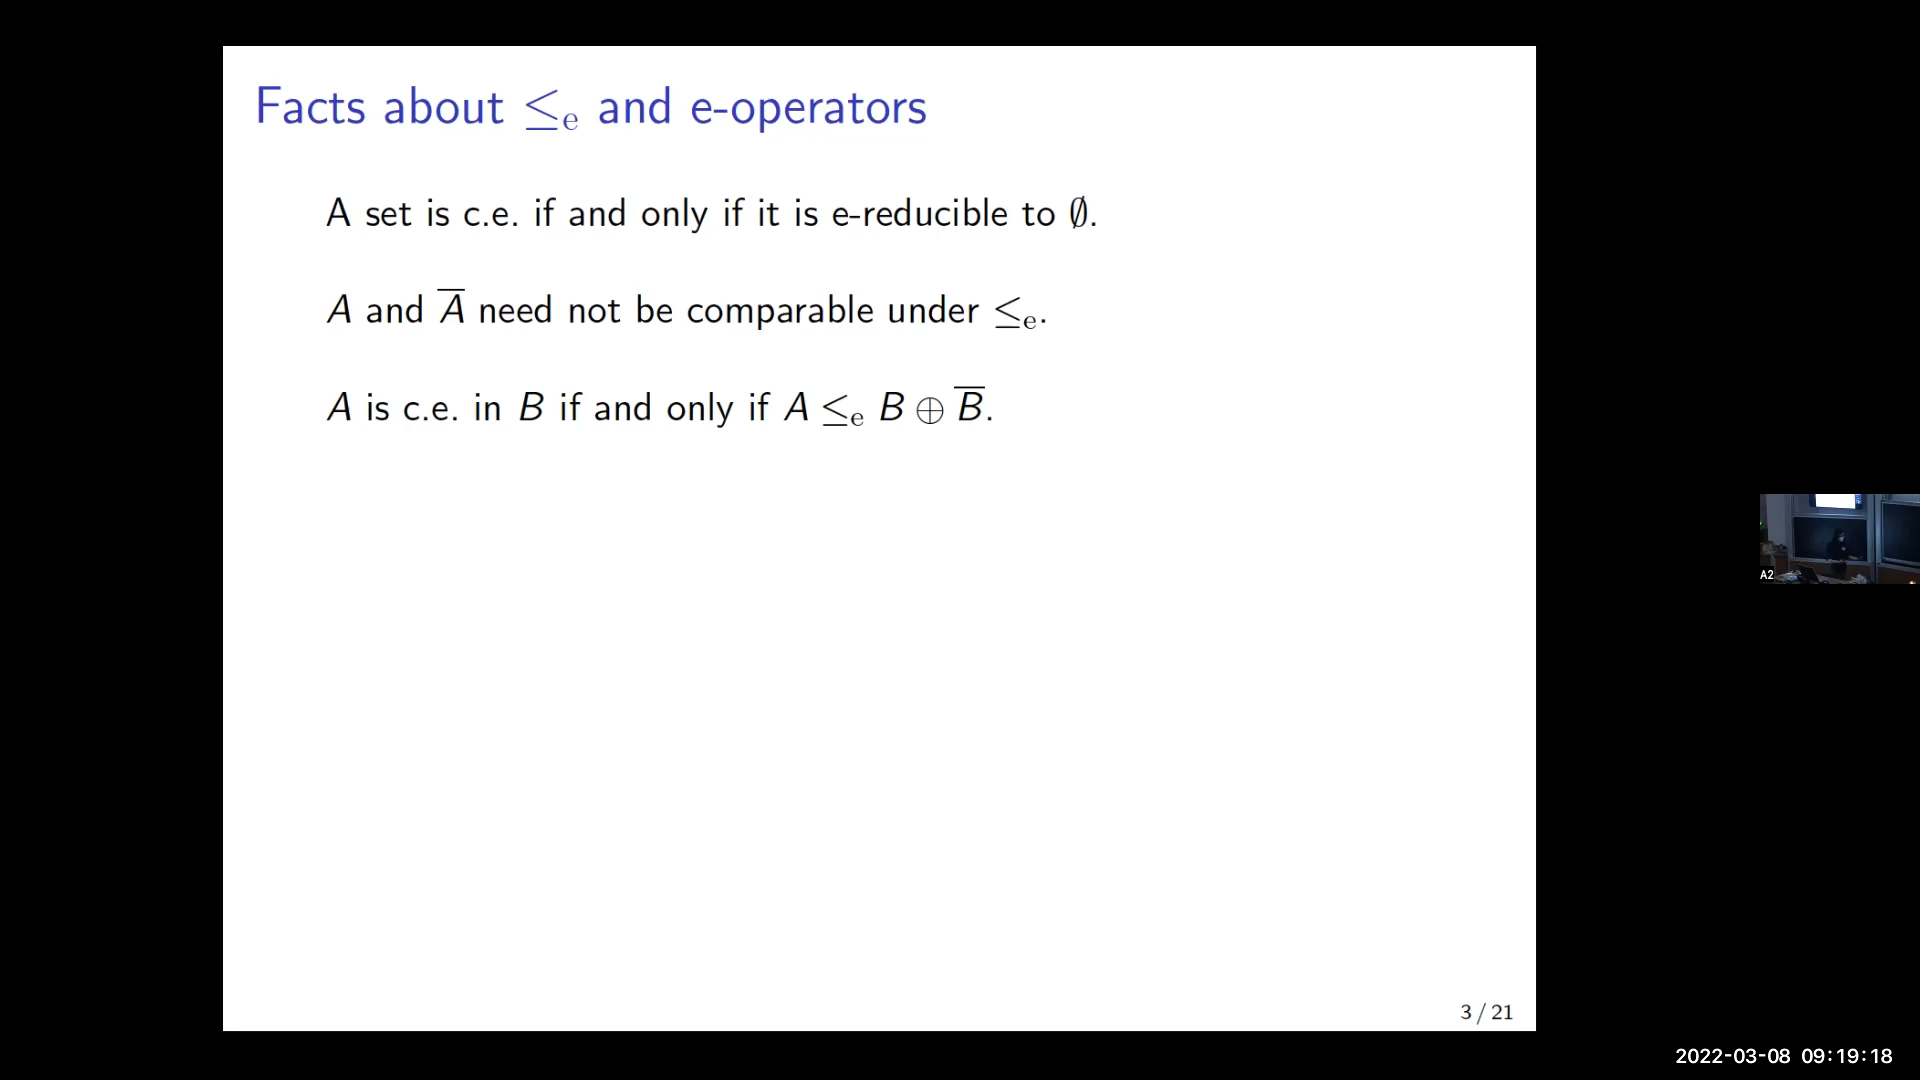 Facts about ≤ₑ and e-operators
A set is c.e. if and only if it is e-reducible to ∅.
A and A̅ need not be comparable under ≤ₑ.
A is c.e. in B if and only if A ≤ₑ B ⊕ B̅.
A2
3 / 21
2022-03-08 09:19:18